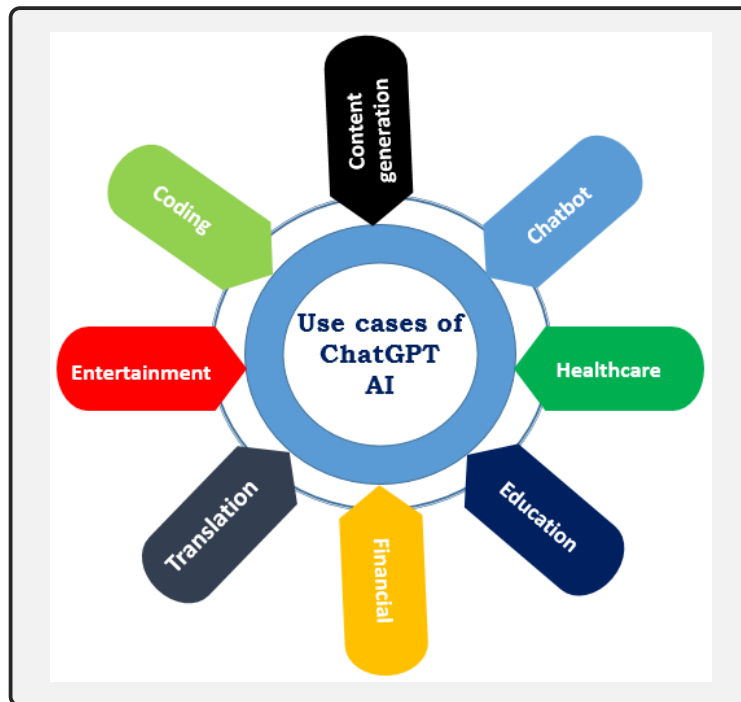 Content
generation
Chatbot
Healthcare
Education
Financial
Translation
Entertainment
Coding
Use cases of
ChatGPT
AI